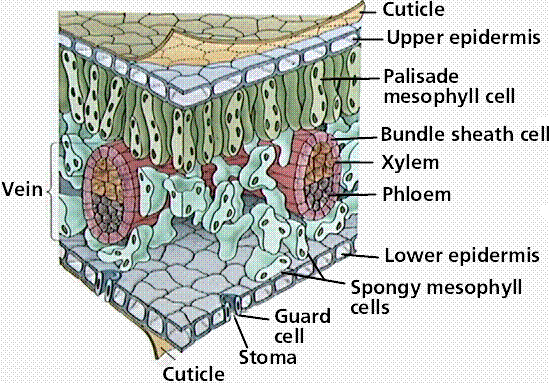 Cuticle
Upper epidermis
Palisade
mesophyll cell
Bundle sheath cell
Xylem
Vein
Phloem
Lower epidermis
Spongy mesophyll
cells
Guard
cell
Stoma
Cuticle